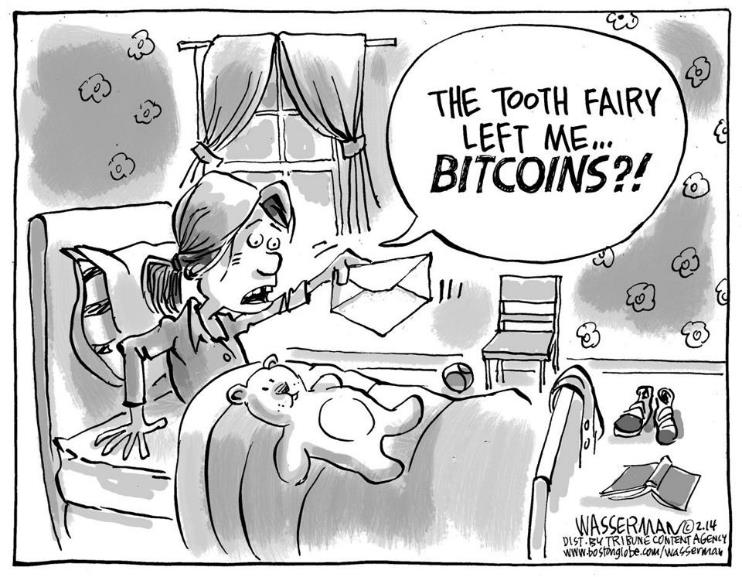 THE TOOTH FAIRY
LEFT ME...
BITCOINS?!
WASSERMAN © 2.14
DIST. BY TRIBUNE CONTENT AGENCY
www.bostonglobe.com/wasserman